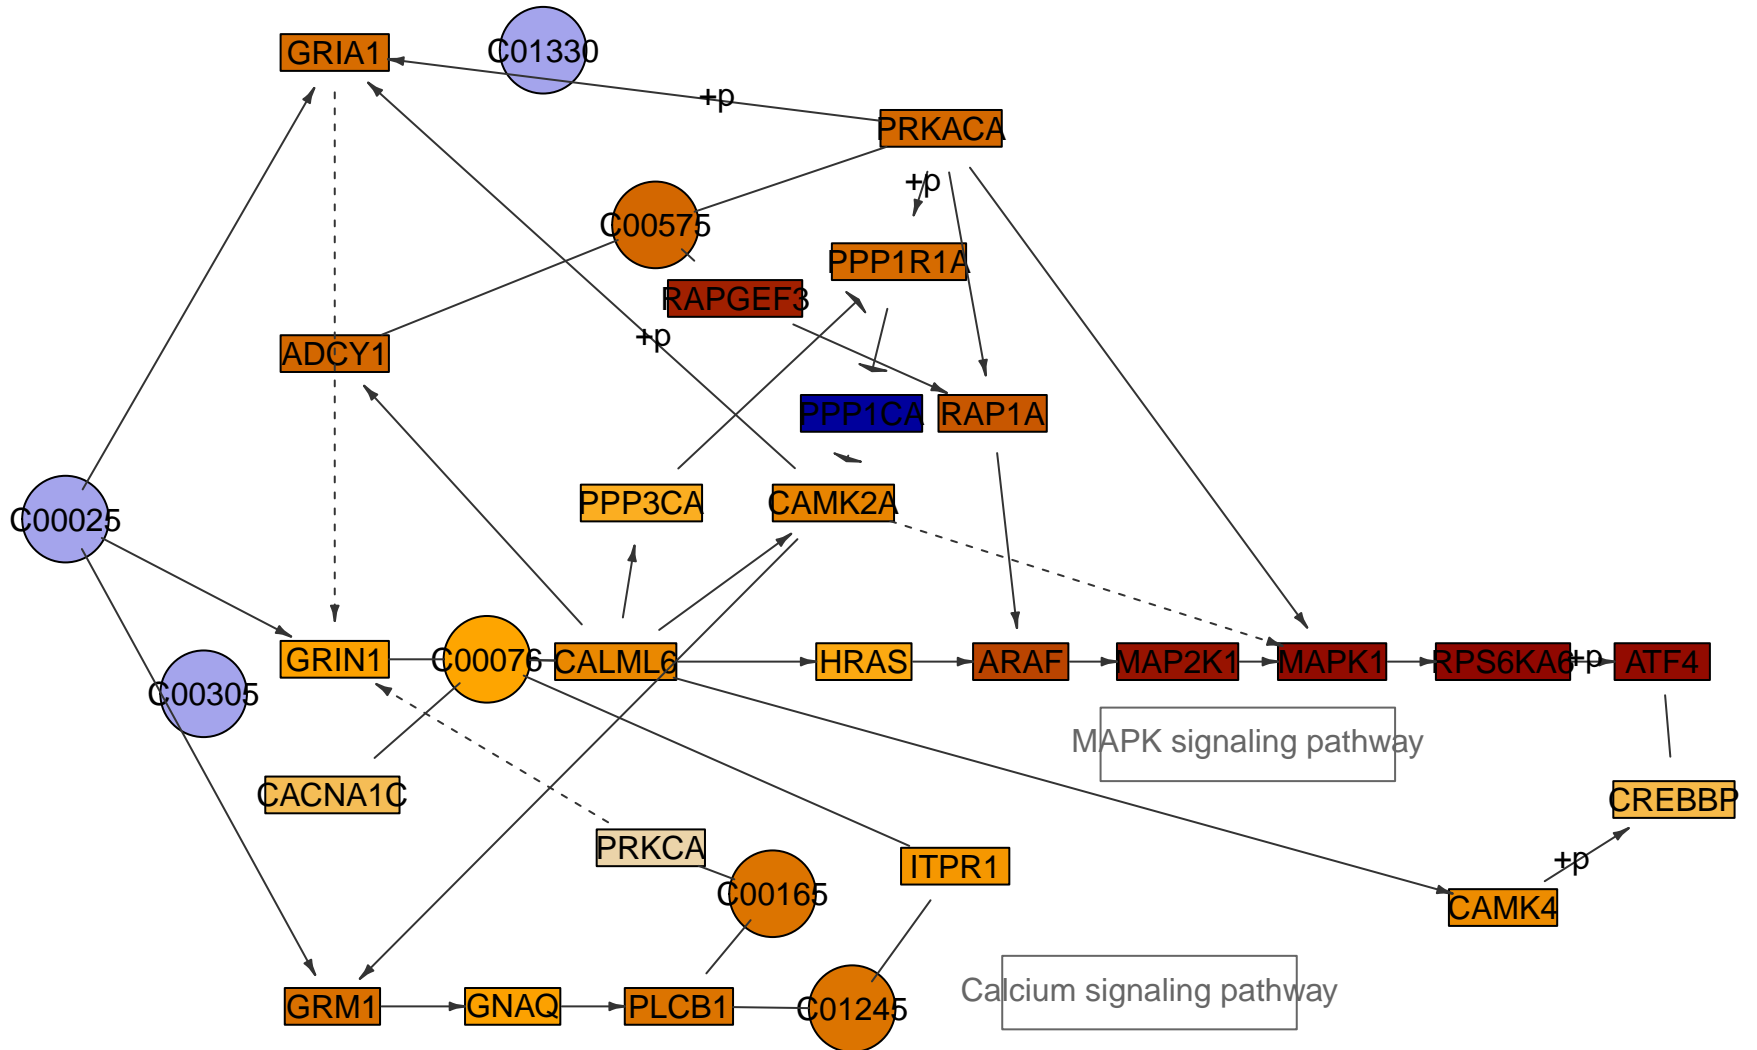 GRIA1
C01330
+p
PRKACA
+p
C00575
PPP1R1A
RAPGEF3
+p
ADCY1
PPP1CA
RAP1A
PPP3CA
CAMK2A
C00025
GRIN1
C00076
CALML6
HRAS
ARAF
MAP2K1
MAPK1
RPS6KA6
+p
ATF4
C00305
MAPK signaling pathway
CACNA1C
CREBBP
PRKCA
ITPR1
+p
C00165
CAMK4
Calcium signaling pathway
GRM1
GNAQ
PLCB1
C01245